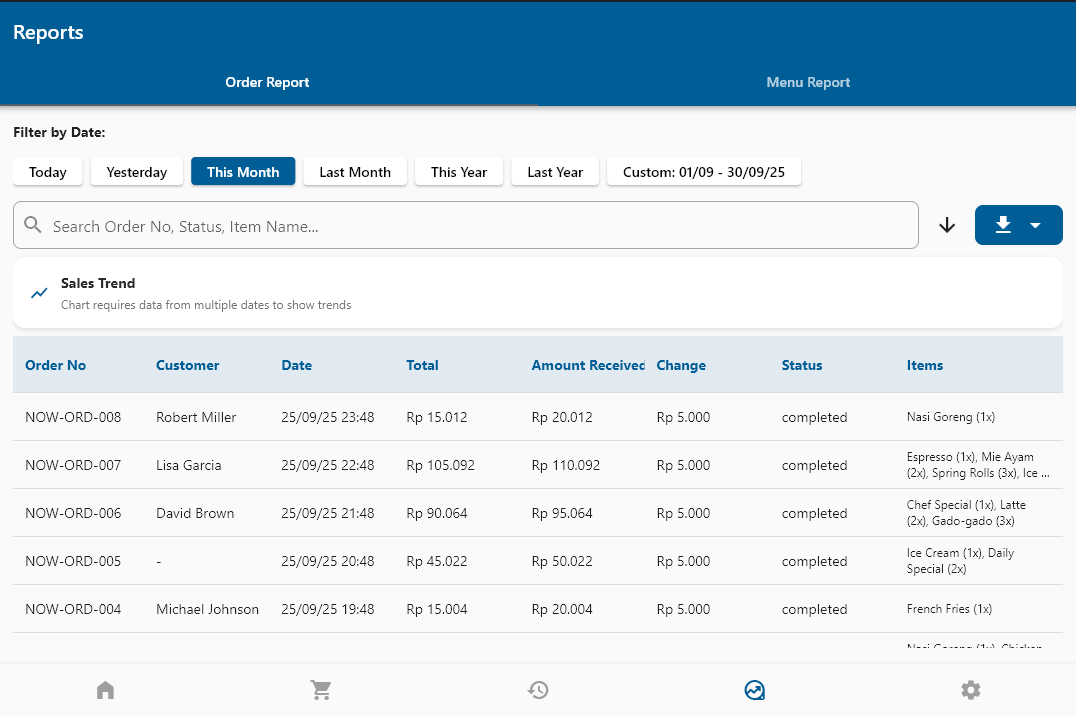 Reports
Order Report
Menu Report
Filter by Date:
Today
Yesterday
This Month
Last Month
This Year
Last Year
Custom: 01/09 - 30/09/25
Search Order No, Status, Item Name...
Sales Trend
Chart requires data from multiple dates to show trends
Order No Customer Date Total Amount Received Change Status Items
NOW-ORD-008 Robert Miller 25/09/25 23:48 Rp 15.012 Rp 20.012 Rp 5.000 completed Nasi Goreng (1x)
NOW-ORD-007 Lisa Garcia 25/09/25 22:48 Rp 105.092 Rp 110.092 Rp 5.000 completed Espresso (1x), Mie Ayam
(2x), Spring Rolls (3x), Ice ...
NOW-ORD-006 David Brown 25/09/25 21:48 Rp 90.064 Rp 95.064 Rp 5.000 completed Chef Special (1x), Latte
(2x), Gado-gado (3x)
NOW-ORD-005 - 25/09/25 20:48 Rp 45.022 Rp 50.022 Rp 5.000 completed Ice Cream (1x), Daily
Special (2x)
NOW-ORD-004 Michael Johnson 25/09/25 19:48 Rp 15.004 Rp 20.004 Rp 5.000 completed French Fries (1x)
Nasi Goreng (1x), Chicken